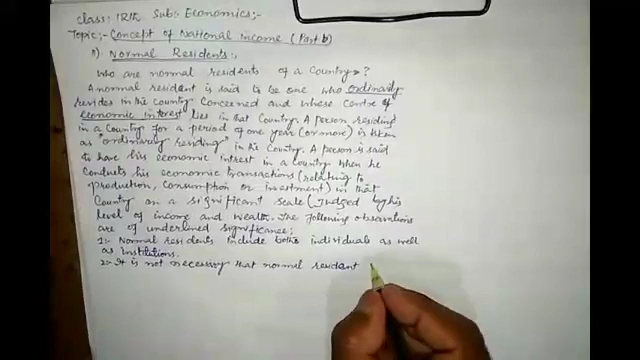 Class: 12th Sub: Economics:-
Topic:- Concept of National income (Part b)
Normal Residents:-
Who are normal residents of a Country?
A normal resident is said to be one who ordinarily
resides in the country Concerned and whose centre of
economic interest lies in that Country. A person residing
in a Country for a period of one year (or more) is taken
as "ordinary residing" in the Country. A person is said
to have his economic interest in a country when he
conducts his economic transactions (relating to
production, Consumption or investment) in that
Country on a significant scale (Judged by his
level of income and wealth. The following observations
are of underlined significance;
1:- Normal residents include both individuals as well
as institutions.
2:- It is not necessary that normal resident